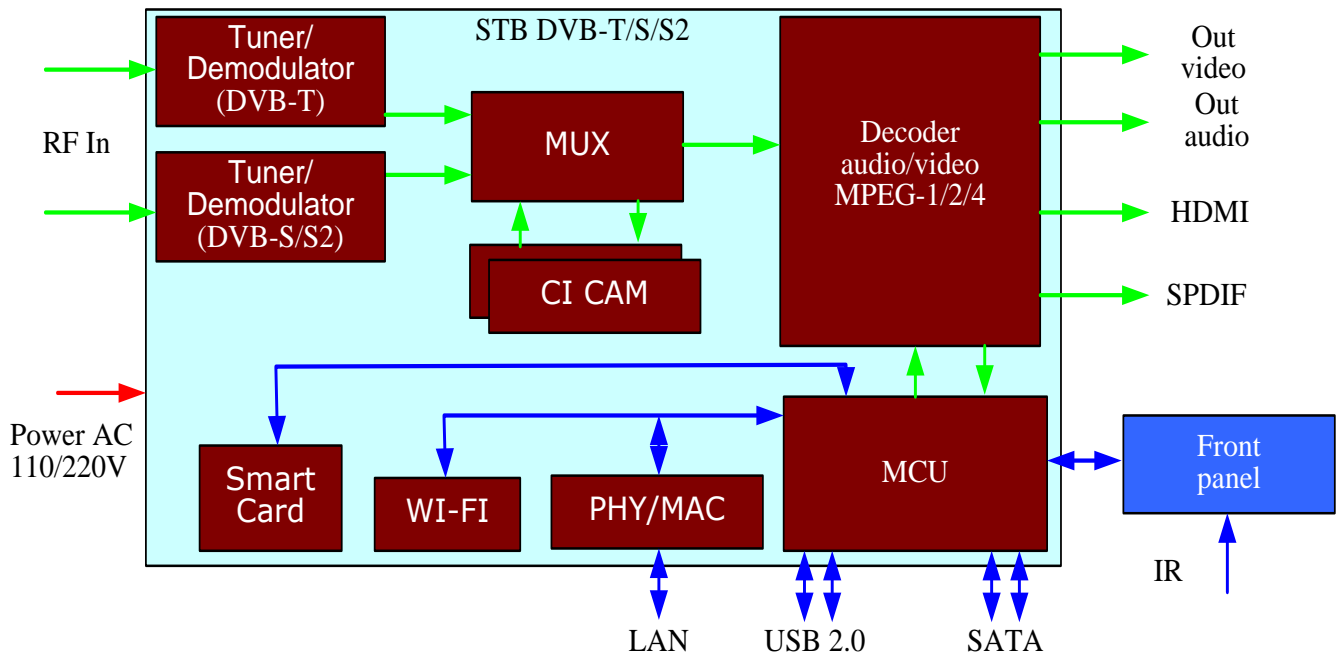 STB DVB-T/S/S2
Tuner/
Demodulator
(DVB-T)
RF In
Tuner/
Demodulator
(DVB-S/S2)
MUX
CI CAM
Decoder
audio/video
MPEG-1/2/4
Out
video
Out
audio
HDMI
SPDIF
Power AC
110/220V
Smart
Card
WI-FI
PHY/MAC
MCU
Front
panel
IR
LAN
USB 2.0
SATA